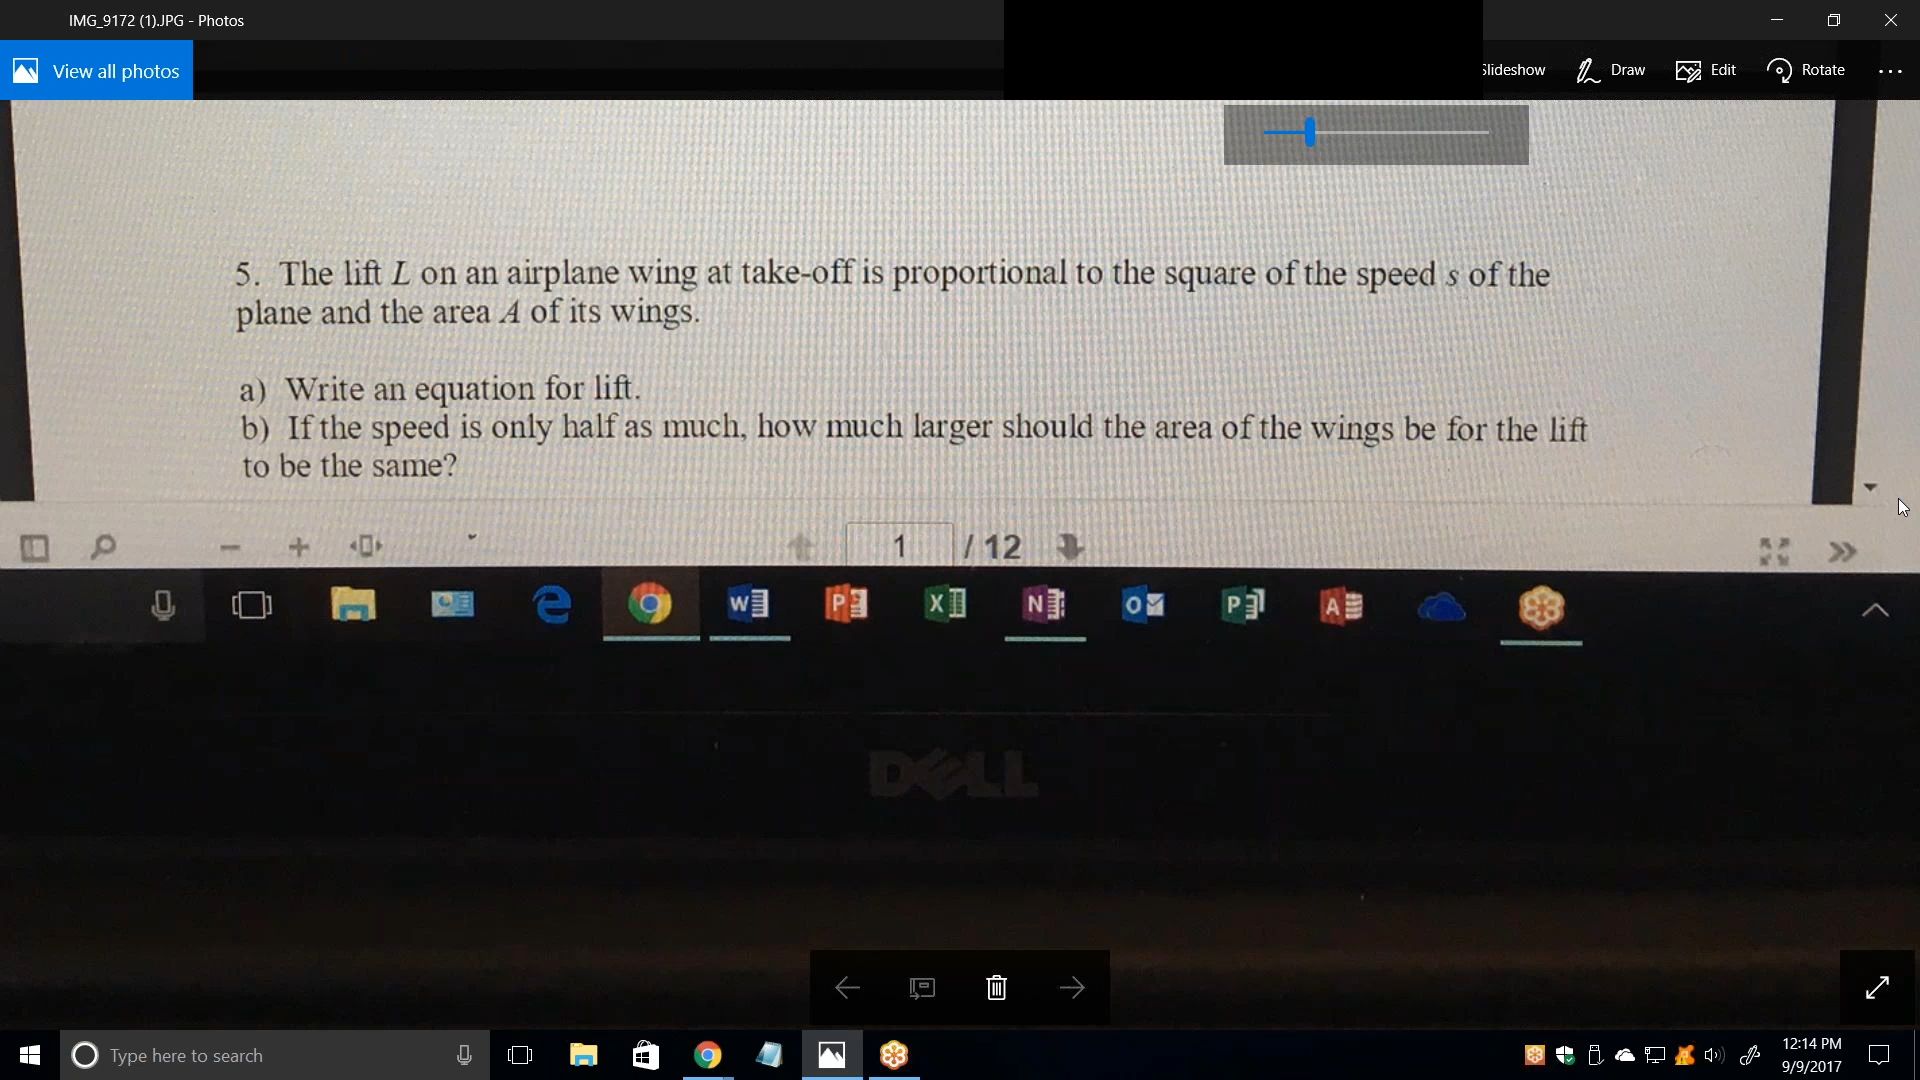 IMG_9172 (1).JPG - Photos
View all photos
Slideshow
Draw
Edit
Rotate
5. The lift L on an airplane wing at take-off is proportional to the square of the speed s of the
plane and the area A of its wings.
a) Write an equation for lift.
b) If the speed is only half as much, how much larger should the area of the wings be for the lift
to be the same?
1 / 12
DELL
Type here to search
12:14 PM
9/9/2017